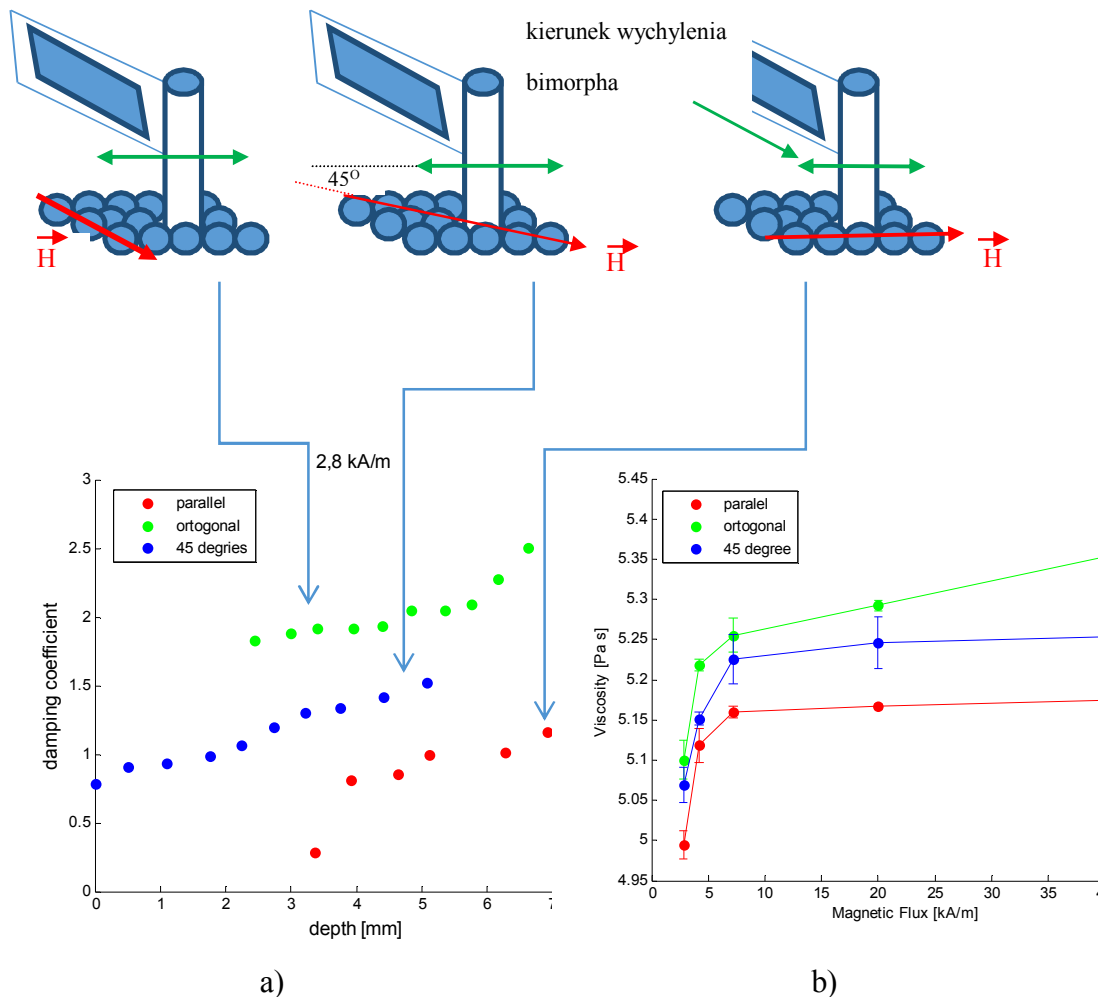 kierunek wychylenia
bimorpha
45O
H
H
H
2,8 kA/m
3
2.5
2
1.5
1
0.5
0
damping coefficient
parallel
ortogonal
45 degries
0 1 2 3 4 5 6 7
depth [mm]
5.45
5.4
5.35
5.3
5.25
5.2
5.15
5.1
5.05
5
4.95
Viscosity [Pa s]
paralel
ortogonal
45 degree
0 5 10 15 20 25 30 35
Magnetic Flux [kA/m]
a) b)